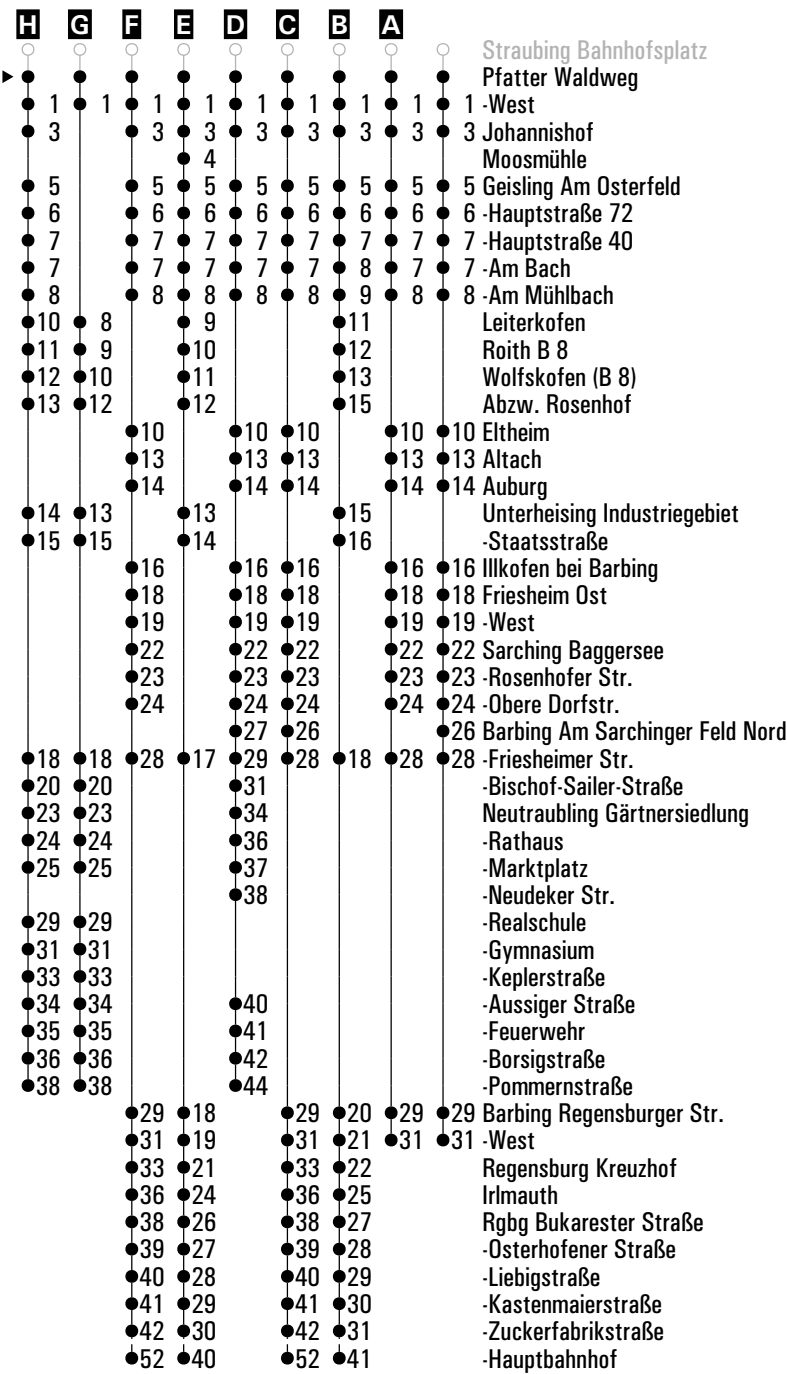 H G F E D C B A
Straubing Bahnhofsplatz
Pfatter Waldweg
1 1 1 1 1 1 1 1 1 -West
3 3 3 3 3 3 3 3 Johannishof
4 Moosmühle
5 5 5 5 5 5 5 5 Geisling Am Osterfeld
6 6 6 6 6 6 6 6 -Hauptstraße 72
7 7 7 7 7 7 7 7 -Hauptstraße 40
7 7 7 7 7 8 7 7 -Am Bach
8 8 8 8 8 9 8 8 -Am Mühlbach
10 8 9 11 Leiterkofen
11 9 10 12 Roith B 8
12 10 11 13 Wolfskofen (B 8)
13 12 12 15 Abzw. Rosenhof
10 10 10 10 10 Eltheim
13 13 13 13 13 Altach
14 14 14 14 14 Auburg
14 13 13 15 Unterheising Industriegebiet
15 15 14 16 -Staatsstraße
16 16 16 16 16 Illkofen bei Barbing
18 18 18 18 18 Friesheim Ost
19 19 19 19 19 -West
22 22 22 22 22 Sarching Baggersee
23 23 23 23 23 -Rosenhofer Str.
24 24 24 24 24 -Obere Dorfstr.
27 26 26 Barbing Am Sarchinger Feld Nord
18 18 28 17 29 28 18 28 28 -Friesheimer Str.
20 20 31 -Bischof-Sailer-Straße
23 23 34 Neutraubling Gärtnersiedlung
24 24 36 -Rathaus
25 25 37 -Marktplatz
38 -Neudeker Str.
29 29 -Realschule
31 31 -Gymnasium
33 33 -Keplerstraße
34 34 40 -Aussiger Straße
35 35 41 -Feuerwehr
36 36 42 -Borsigstraße
38 38 44 -Pommernstraße
29 18 29 20 29 29 Barbing Regensburger Str.
31 19 31 21 31 31 -West
33 21 33 22 Regensburg Kreuzhof
36 24 36 25 Irlmauth
38 26 38 27 Rgbg Bukarester Straße
39 27 39 28 -Osterhofener Straße
40 28 40 29 -Liebigstraße
41 29 41 30 -Kastenmaierstraße
42 30 42 31 -Zuckerfabrikstraße
52 40 52 41 -Hauptbahnhof